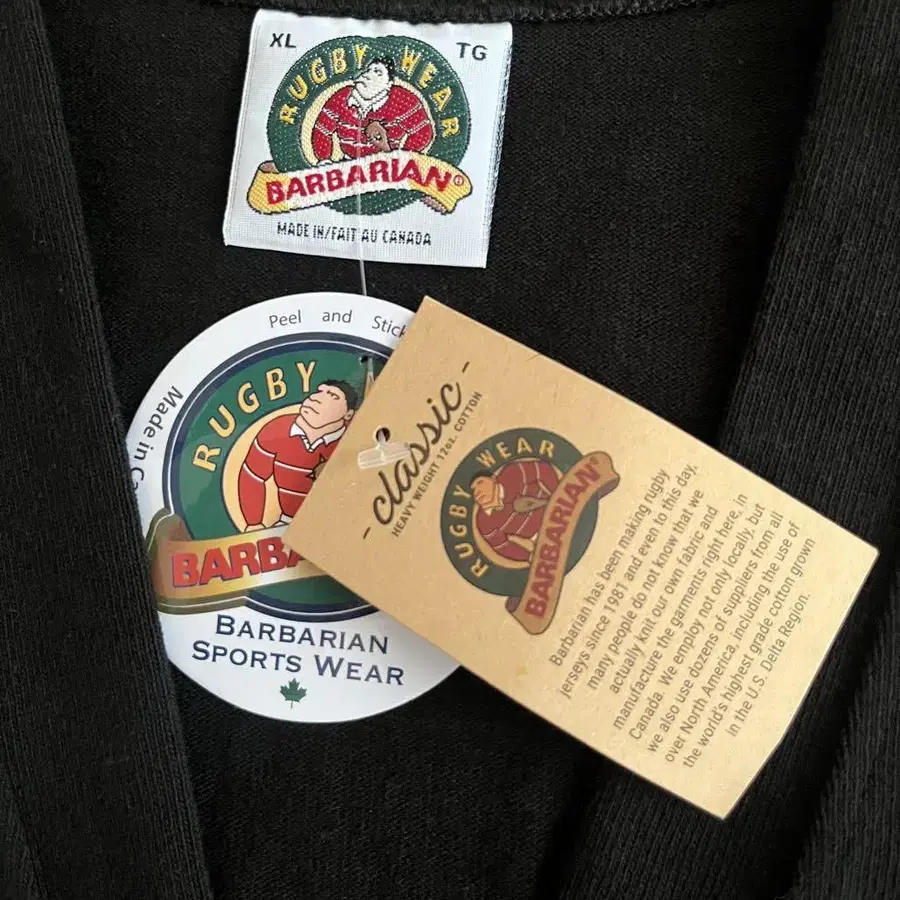 XL
TG
RUGBY WEAR
BARBARIAN®
MADE IN/FAIT AU CANADA
Peel and Stick
Made in
RUGBY
BARBARIAN
SPORTS WEAR
- classic -
HEAVY WEIGHT 12oz. COTTON
RUGBY WEAR
BARBARIAN
Barbarian has been making rugby
jerseys since 1981 and even to this day,
many people do not know that we
actually knit our own fabric and
manufacture the garments right here, in
Canada. We employ not only locally, but
we also use dozens of suppliers from all
over North America, including the use of
the world's highest grade cotton grown
in the U.S. Delta Region.